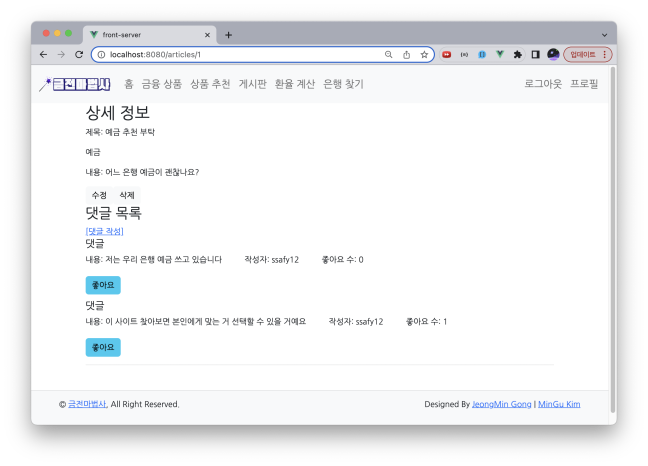 front-server
localhost:8080/articles/1
업데이트
홈 금융 상품 상품 추천 게시판 환율 계산 은행 찾기 로그아웃 프로필
상세 정보
제목: 예금 추천 부탁
예금
내용: 어느 은행 예금이 괜찮나요?
수정 삭제
댓글 목록
[댓글 작성]
댓글
내용: 저는 우리 은행 예금 쓰고 있습니다 작성자: ssafy12 좋아요 수: 0
좋아요
댓글
내용: 이 사이트 찾아보면 본인에게 맞는 거 선택할 수 있을 거예요 작성자: ssafy12 좋아요 수: 1
좋아요
© 금전마법사, All Right Reserved. Designed By JeongMin Gong | MinGu Kim